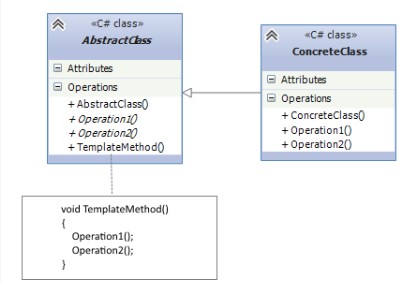 «C# class»
AbstractClass
Attributes
Operations
+ AbstractClass()
+ Operation1()
+ Operation2()
+ TemplateMethod()
«C# class»
ConcreteClass
Attributes
Operations
+ ConcreteClass()
+ Operation1()
+ Operation2()
void TemplateMethod()
{
Operation1();
Operation2();
}